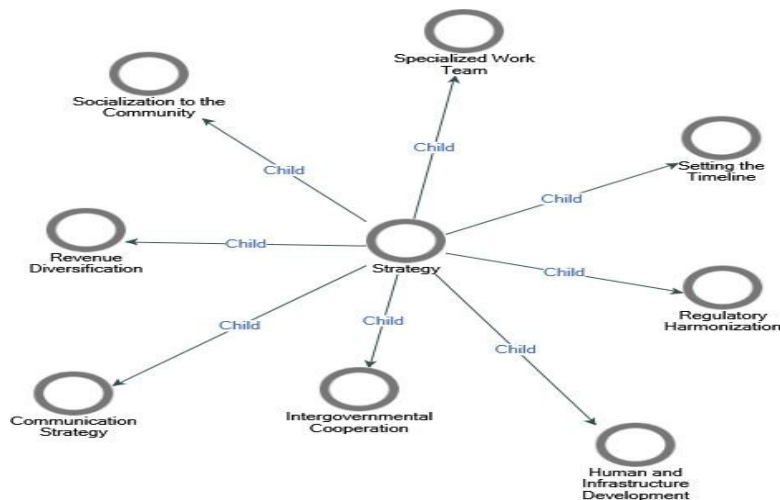 Specialized Work
Team
Socialization to the
Community
Child
Setting the
Timeline
Child
Child
Revenue
Diversification
Child
Strategy
Child
Regulatory
Harmonization
Child
Child
Child
Communication
Strategy
Intergovernmental
Cooperation
Human and
Infrastructure
Development